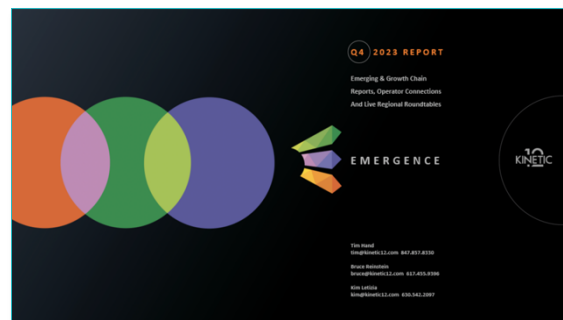 Q4 2023 REPORT
Emerging & Growth Chain
Reports, Operator Connections
And Live Regional Roundtables
EMERGENCE
12
KINETIC
Tim Hand
tim@kinetic12.com 847.857.8350
Bruce Reinstein
bruce@kinetic12.com 617.455.9396
Kim Letizia
kim@kinetic12.com 630.542.2097